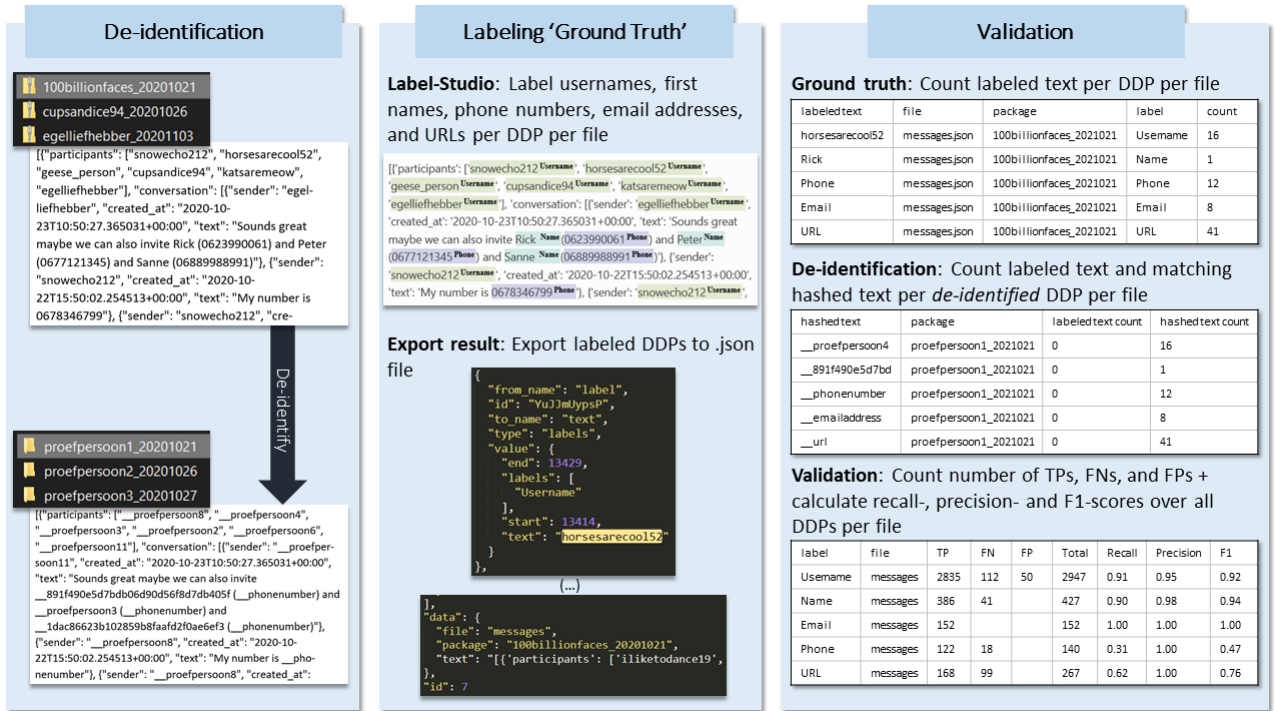 De-identification
100billionfaces_20201021
cupsandice94_20201026
egelliefhebber_20201103
[{"participants": ["snowecho212", "horsesarecool52",
"geese_person", "cupsandice94", "katsaremeow",
"egelliefhebber"], "conversation": [{"sender": "egel-
liefhebber", "created_at": "2020-10-
23T10:50:27.365031+00:00", "text": "Sounds great
maybe we can also invite Rick (0623990061) and Peter
(0677121345) and Sanne (06889988991)"}, {"sender":
"snowecho212", "created_at": "2020-10-
22T15:50:02.254513+00:00", "text": "My number is
0678346799"}, {"sender": "snowecho212", "cre-
De-identify
proefpersoon1_20201021
proefpersoon2_20201026
proefpersoon3_20201027
[{"participants": ["__proefpersoon8", "__proefpersoon4",
"__proefpersoon3", "__proefpersoon2", "__proefpersoon6",
"__proefpersoon11"], "conversation": [{"sender": "__proefper-
soon11", "created_at": "2020-10-23T10:50:27.365031+00:00",
"text": "Sounds great maybe we can also invite
__891f490e5d7bdb06d90d56f8d7db405f (__phonenumber) and
__proefpersoon3 (__phonenumber) and
__1dac86623b102859b8faafd2f0ae6ef3 (__phonenumber)"},
{"sender": "__proefpersoon8", "created_at": "2020-10-
22T15:50:02.254513+00:00", "text": "My number is __pho-
nenumber"}, {"sender": "__proefpersoon8", "created_at":
Labeling ‘Ground Truth’
Label-Studio: Label usernames, first
names, phone numbers, email addresses,
and URLs per DDP per file
[{'participants': ['snowecho212 Username', 'horsesarecool52 Username',
'geese_person Username', 'cupsandice94 Username', 'katsaremeow Username',
'egelliefhebber Username'], 'conversation': [{'sender': 'egelliefhebber Username',
'created_at': '2020-10-23T10:50:27.365031+00:00', 'text': 'Sounds great
maybe we can also invite Rick Name (0623990061 Phone) and Peter Name
(0677121345 Phone) and Sanne Name (06889988991 Phone)'}, {'sender':
'snowecho212 Username', 'created_at': '2020-10-22T15:50:02.254513+00:00',
'text': 'My number is 0678346799 Phone'}, {'sender': 'snowecho212 Username',
Export result: Export labeled DDPs to .json
file
{
"from_name": "label",
"id": "YuJJmUypsP",
"to_name": "text",
"type": "labels",
"value": {
"end": 13429,
"labels": [
"Username"
],
"start": 13414,
"text": "horsesarecool52"
}
},
(...)
],
"data": {
"file": "messages",
"package": "100billionfaces_20201021",
"text": "[{'participants': ['iliketodance19',
},
"id": 7
Validation
Ground truth: Count labeled text per DDP per file
labeled text file package label count
horsesarecool52 messages.json 100billionfaces_2021021 Username 16
Rick messages.json 100billionfaces_2021021 Name 1
Phone messages.json 100billionfaces_2021021 Phone 12
Email messages.json 100billionfaces_2021021 Email 8
URL messages.json 100billionfaces_2021021 URL 41
De-identification: Count labeled text and matching
hashed text per de-identified DDP per file
hashed text package labeled text count hashed text count
__proefpersoon4 proefpersoon1_2021021 0 16
__891f490e5d7bd proefpersoon1_2021021 0 1
__phonenumber proefpersoon1_2021021 0 12
__emailaddress proefpersoon1_2021021 0 8
__url proefpersoon1_2021021 0 41
Validation: Count number of TPs, FNs, and FPs +
calculate recall-, precision- and F1-scores over all
DDPs per file
label file TP FN FP Total Recall Precision F1
Username messages 2835 112 50 2947 0.91 0.95 0.92
Name messages 386 41 427 0.90 0.98 0.94
Email messages 152 152 1.00 1.00 1.00
Phone messages 122 18 140 0.31 1.00 0.47
URL messages 168 99 267 0.62 1.00 0.76